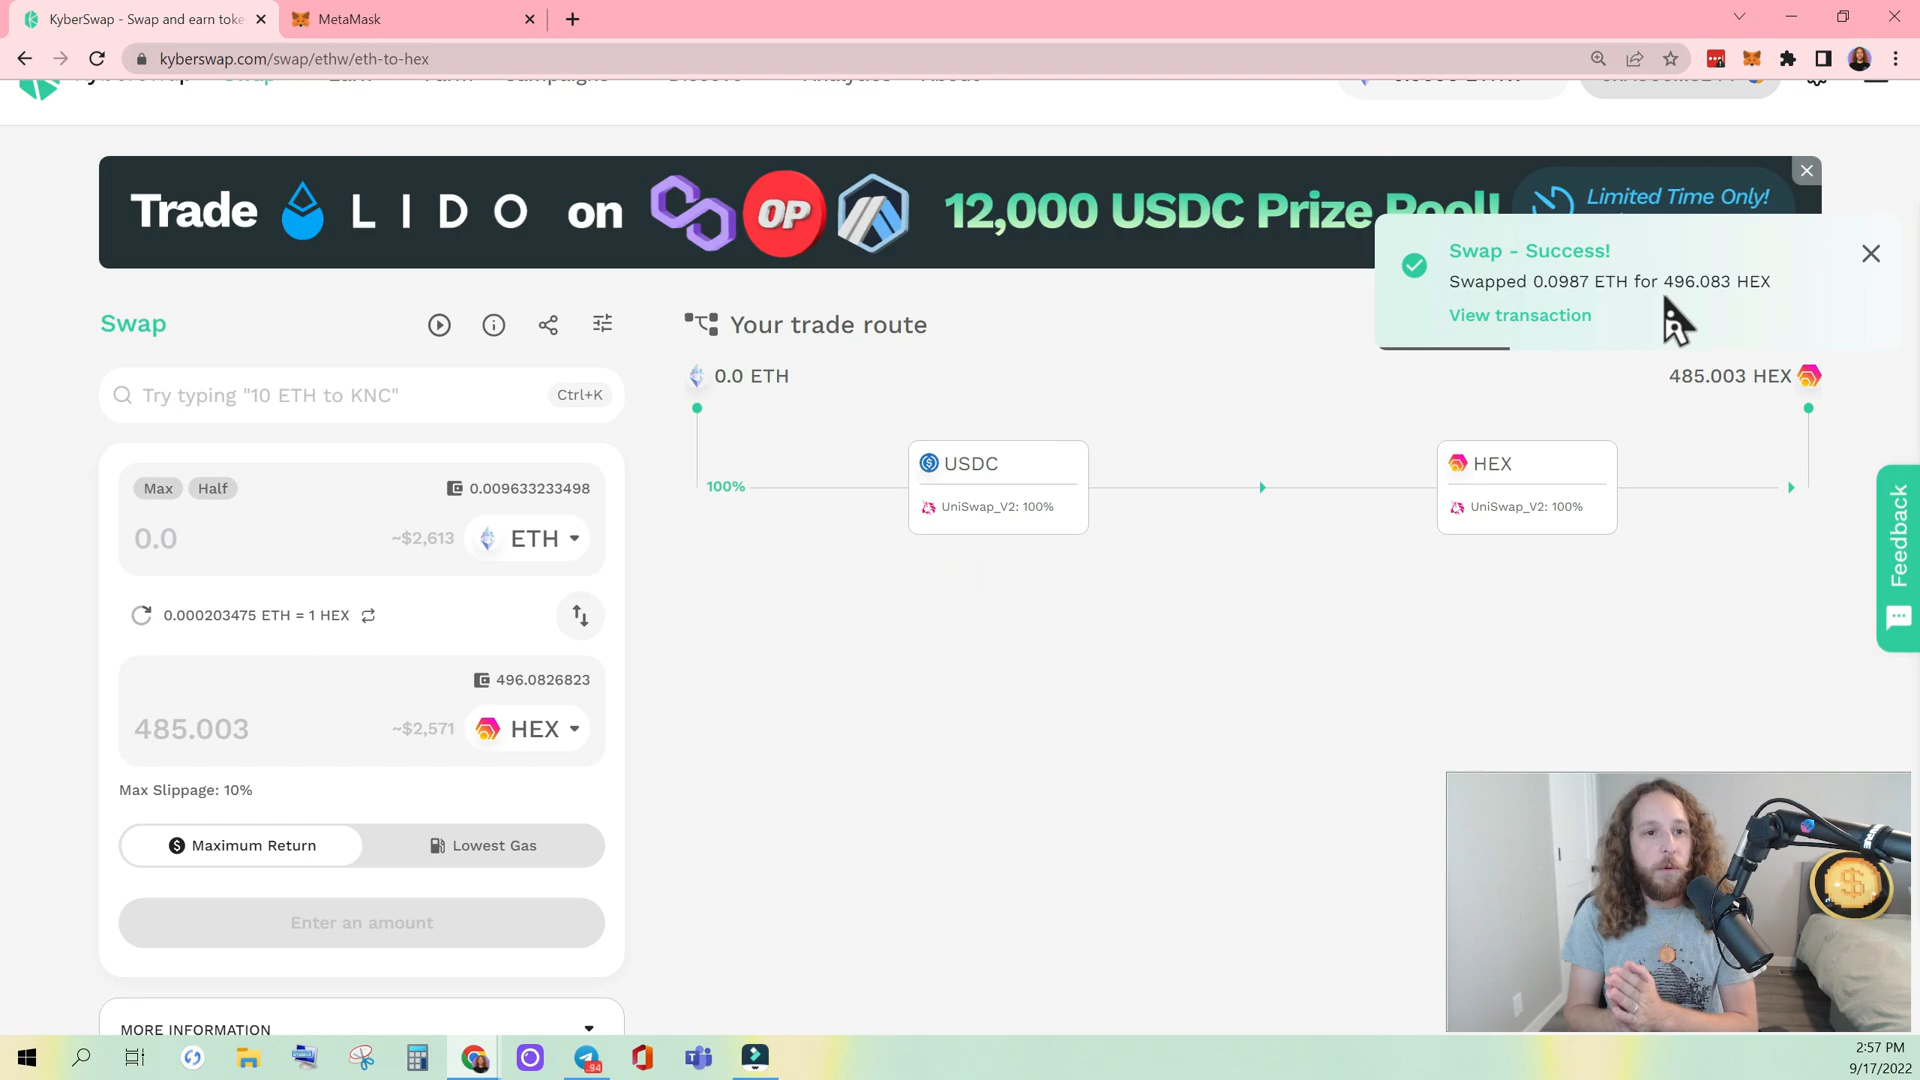 KyberSwap - Swap and earn toke
MetaMask
kyberswap.com/swap/ethw/eth-to-hex
Trade LIDO on OP 12,000 USDC Prize Pool!
Limited Time Only!
Swap - Success!
Swapped 0.0987 ETH for 496.083 HEX
View transaction
Swap
Your trade route
0.0 ETH
485.003 HEX
Try typing "10 ETH to KNC"
Ctrl+K
Max
Half
0.009633233498
0.0
~$2,613
ETH
100%
USDC
UniSwap_V2: 100%
HEX
UniSwap_V2: 100%
0.000203475 ETH = 1 HEX
496.0826823
485.003
~$2,571
HEX
Max Slippage: 10%
Maximum Return
Lowest Gas
Enter an amount
MORE INFORMATION
Feedback
SHURE
94
2:57 PM
9/17/2022